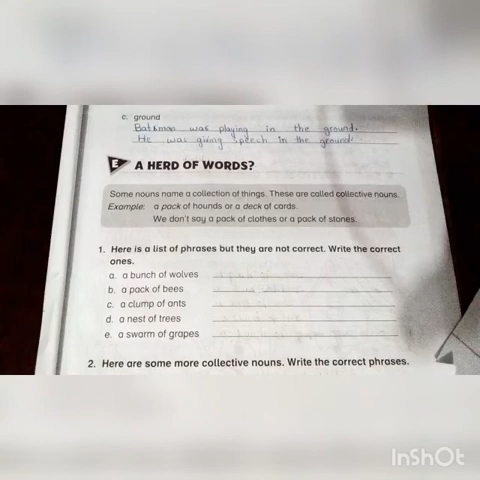 c. ground
Batsman was playing in the ground.
He was giving speech in the ground.
E A HERD OF WORDS?
Some nouns name a collection of things. These are called collective nouns.
Example: a pack of hounds or a deck of cards.
We don't say a pack of clothes or a pack of stones.
1. Here is a list of phrases but they are not correct. Write the correct
ones.
a. a bunch of wolves
b. a pack of bees
c. a clump of ants
d. a nest of trees
e. a swarm of grapes
2. Here are some more collective nouns. Write the correct phrases.
InShOt